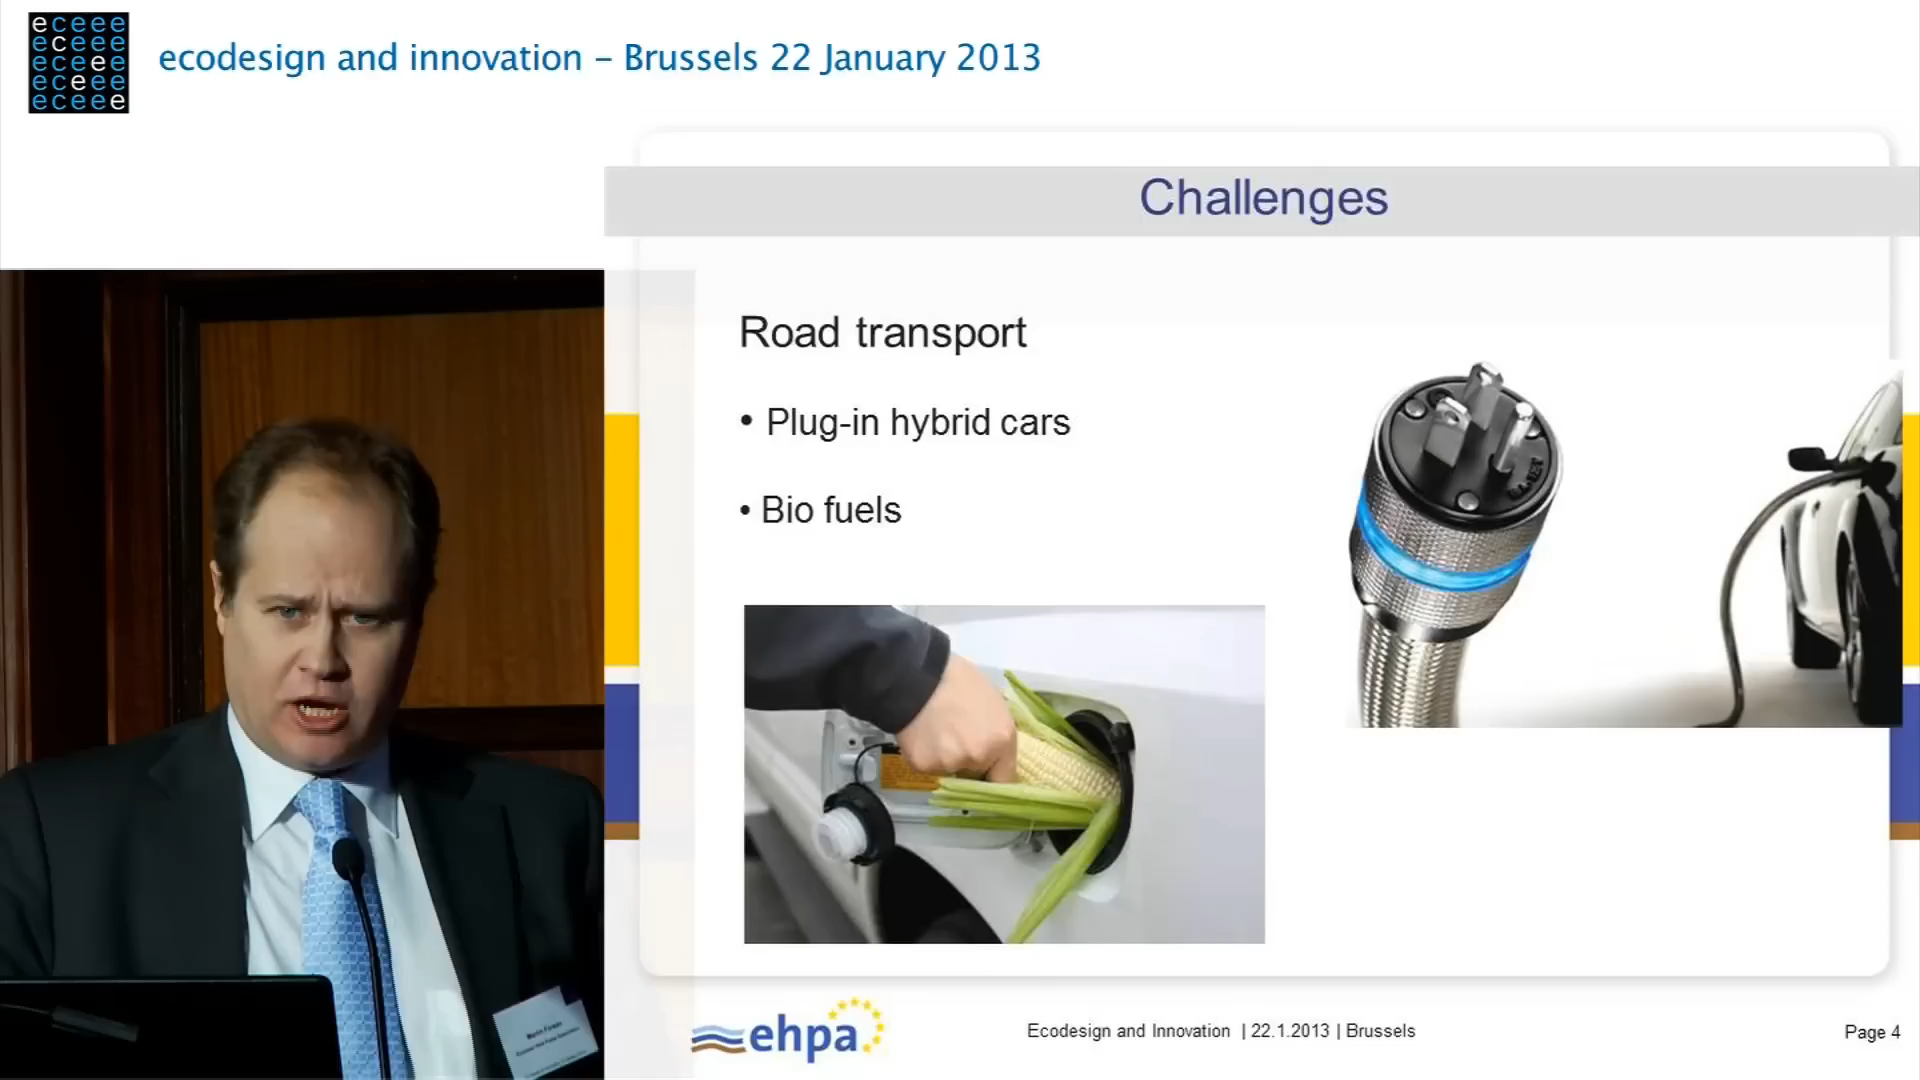 eceee
eceee
eceee
eceee
eceee
ecodesign and innovation – Brussels 22 January 2013
Challenges
Road transport
• Plug-in hybrid cars
• Bio fuels
ehpa
Ecodesign and Innovation | 22.1.2013 | Brussels
Page 4